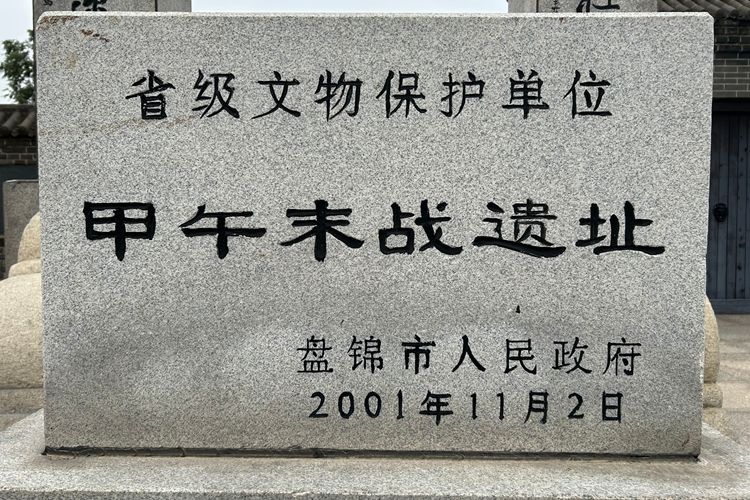 省级文物保护单位
甲午末战遗址
盘锦市人民政府
2001年11月2日